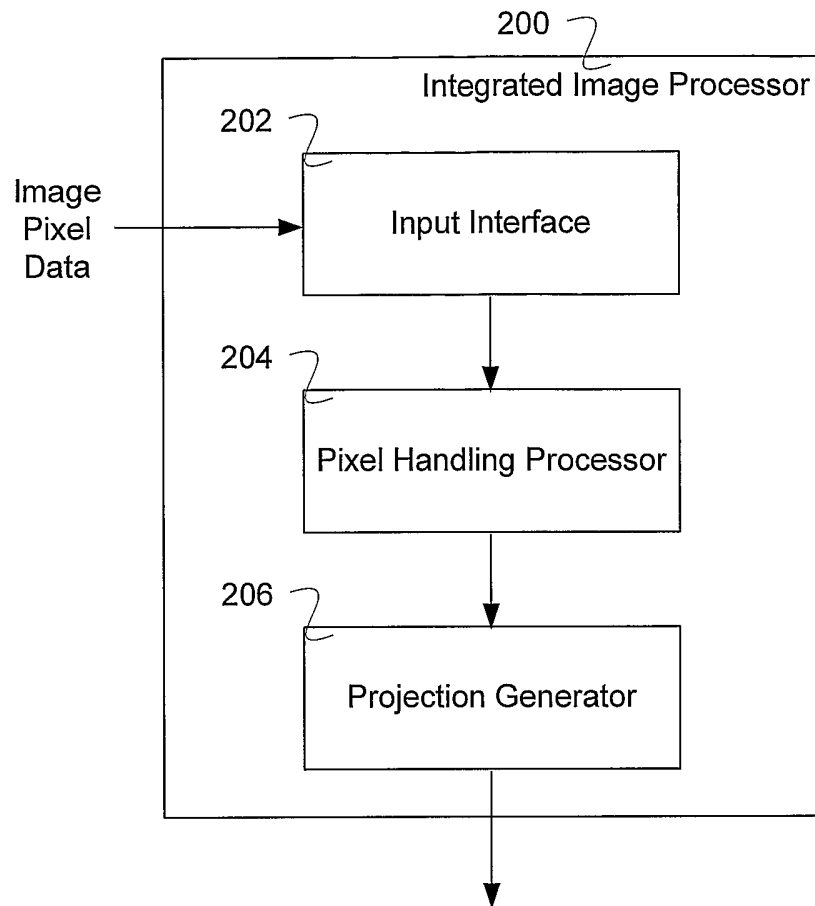 200
Integrated Image Processor
202
Image
Pixel
Data
Input Interface
204
Pixel Handling Processor
206
Projection Generator